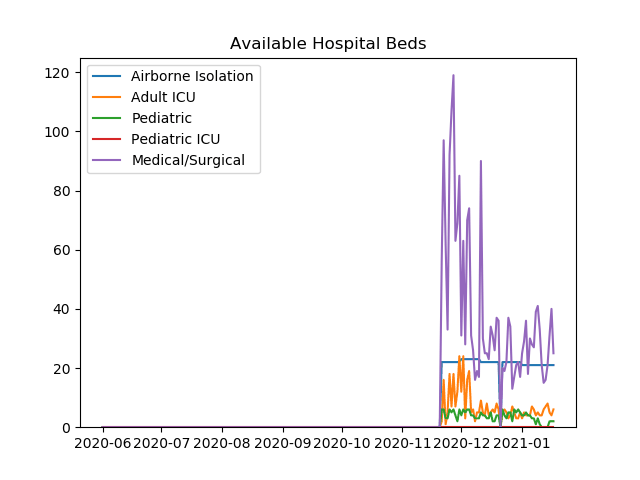 Available Hospital Beds
Airborne Isolation
Adult ICU
Pediatric
Pediatric ICU
Medical/Surgical
120
100
80
60
40
20
0
2020-06 2020-07 2020-08 2020-09 2020-10 2020-11 2020-12 2021-01